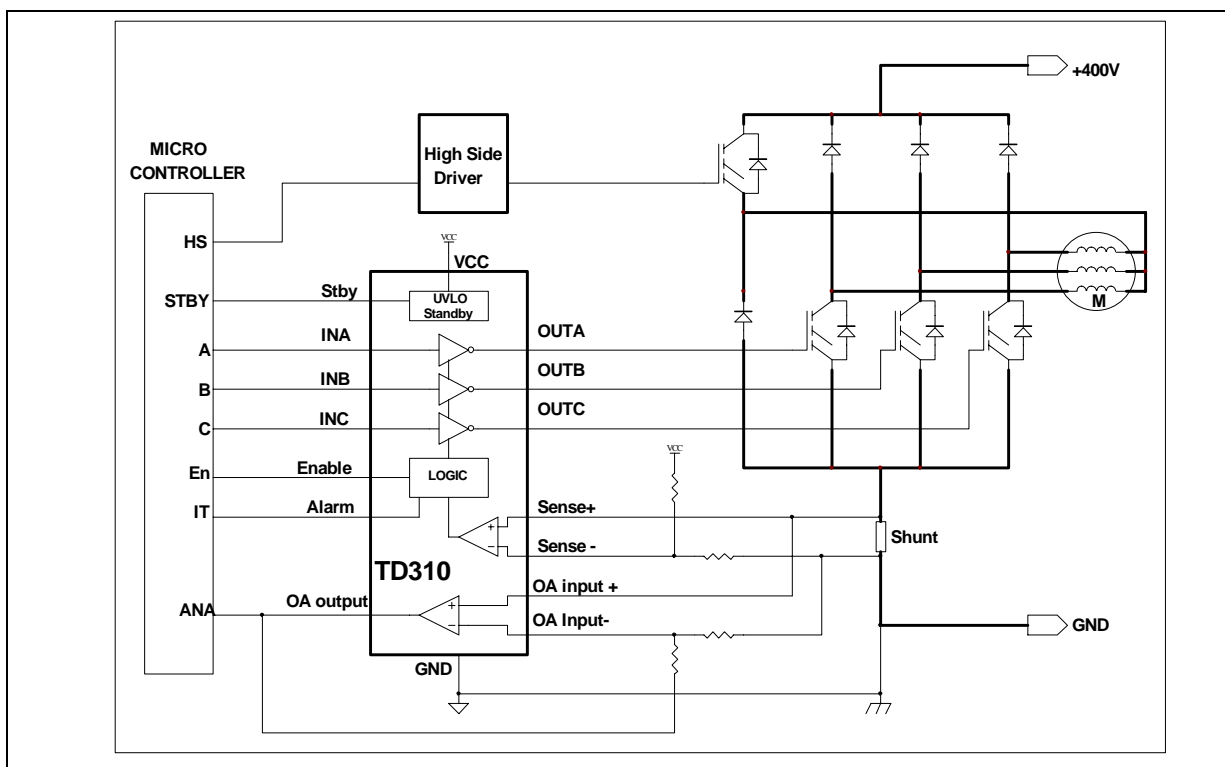 +400V
MICRO
CONTROLLER
High Side
Driver
HS
VCC
VCC
STBY
Stby
UVLO
Standby
M
A
INA
OUTA
B
INB
OUTB
C
INC
OUTC
VCC
En
Enable
LOGIC
IT
Alarm
Sense+
+
Shunt
Sense -
-
TD310
OA input +
ANA
OA output
+
-
OA Input-
GND
GND